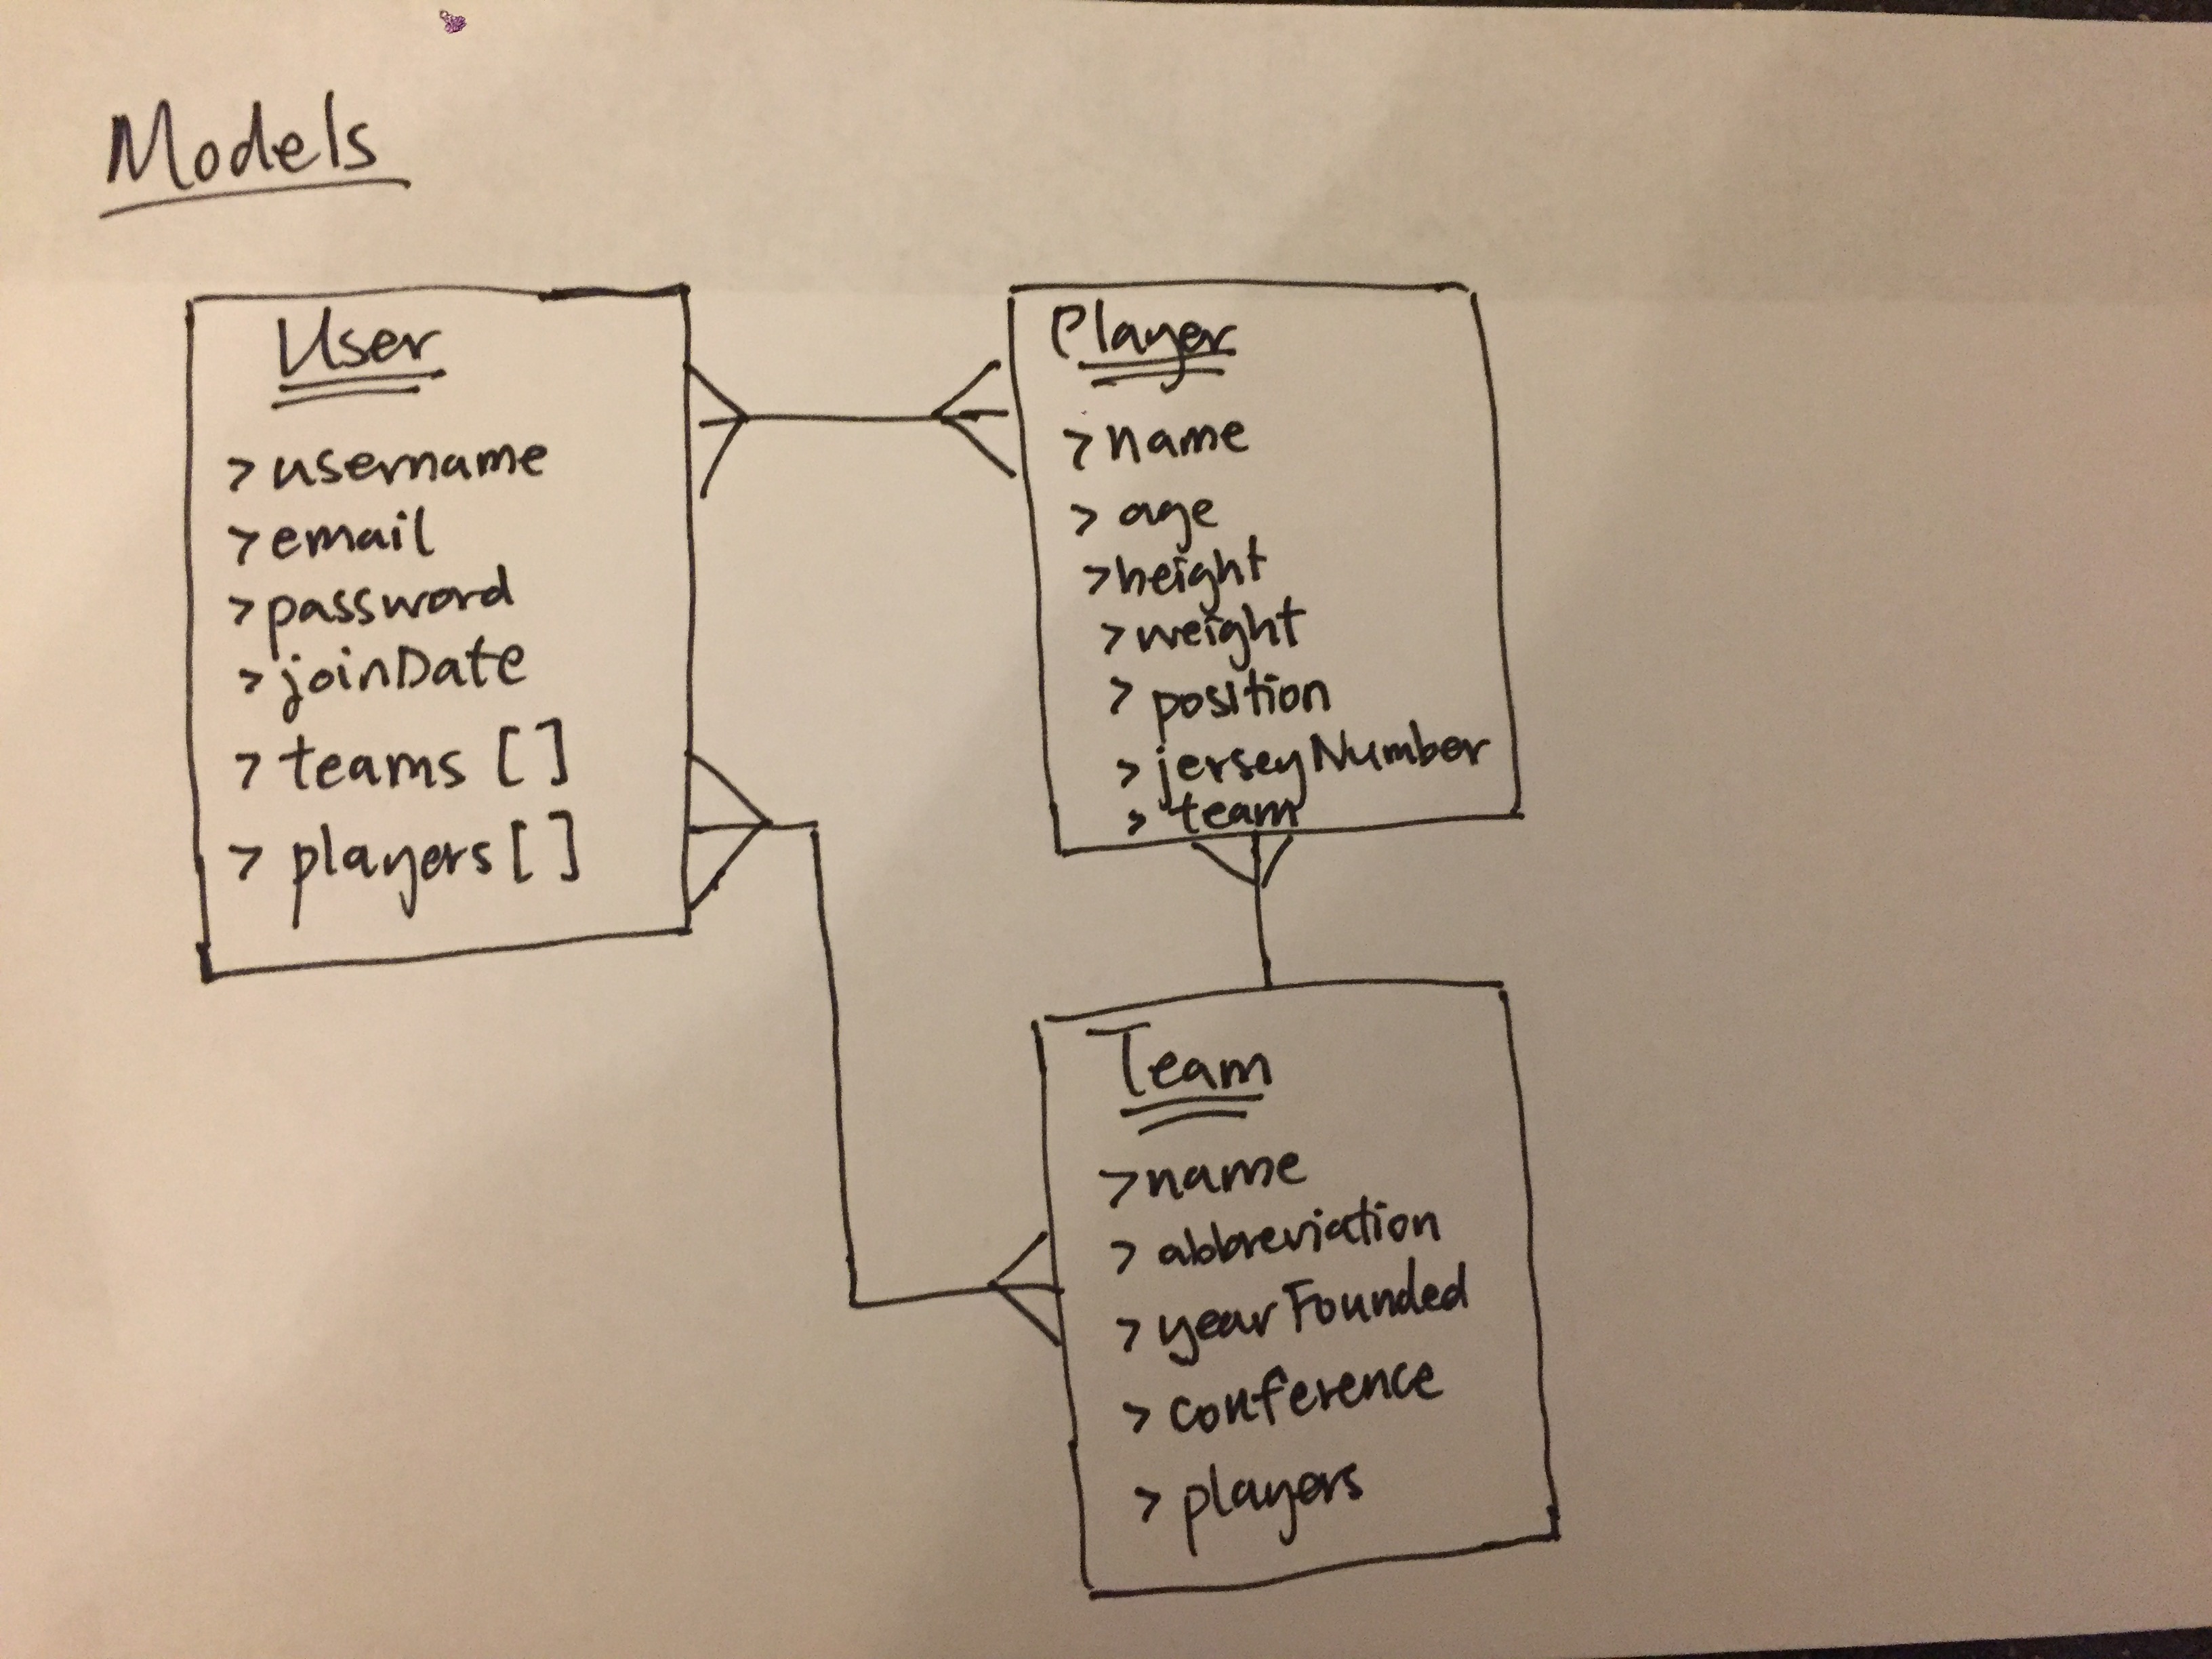 Models
User
> username
> email
> password
> joinDate
> teams [ ]
> players [ ]
Player
> name
> age
> height
> weight
> position
> jerseyNumber
> team
Team
> name
> abbreviation
> yearFounded
> conference
> players